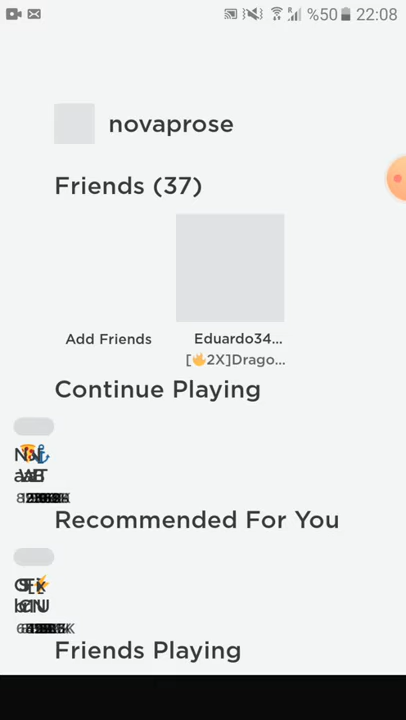 %50 22:08
novaprose
Friends (37)
Add Friends
Eduardo34...
[🔥2X]Drago...
Continue Playing
Recommended For You
Friends Playing